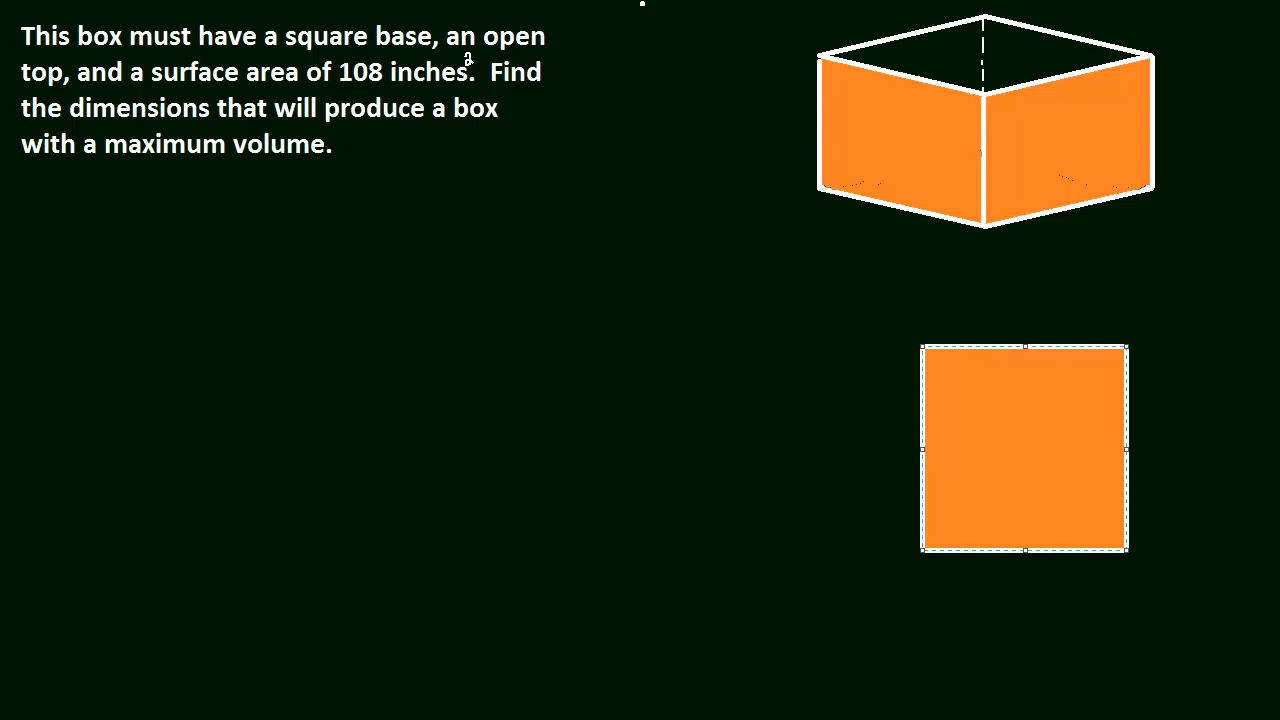 This box must have a square base, an open
top, and a surface area of 108 inches². Find
the dimensions that will produce a box
with a maximum volume.